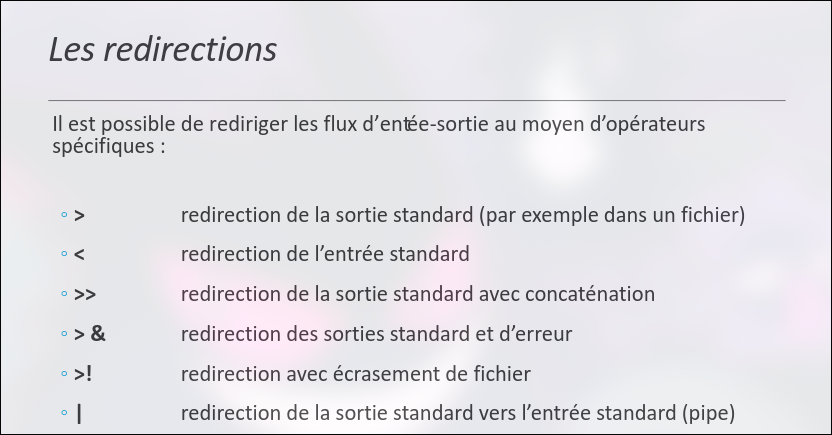 Les redirections
Il est possible de rediriger les flux d’entée-sortie au moyen d’opérateurs
spécifiques :
◦ > redirection de la sortie standard (par exemple dans un fichier)
◦ < redirection de l’entrée standard
◦ >> redirection de la sortie standard avec concaténation
◦ > & redirection des sorties standard et d’erreur
◦ >! redirection avec écrasement de fichier
◦ | redirection de la sortie standard vers l’entrée standard (pipe)